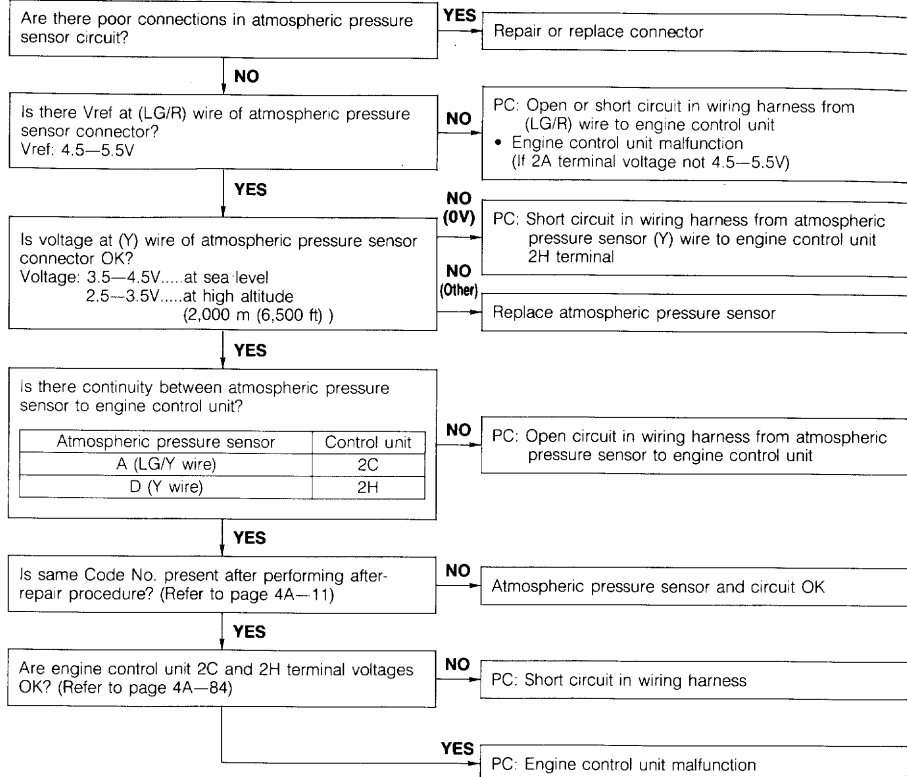 Are there poor connections in atmospheric pressure
sensor circuit?
YES
Repair or replace connector
NO
Is there Vref at (LG/R) wire of atmospheric pressure
sensor connector?
Vref: 4.5—5.5V
NO
PC: Open or short circuit in wiring harness from
(LG/R) wire to engine control unit
• Engine control unit malfunction
(If 2A terminal voltage not 4.5—5.5V)
YES
Is voltage at (Y) wire of atmospheric pressure sensor
connector OK?
Voltage: 3.5—4.5V.....at sea level
2.5—3.5V.....at high altitude
(2,000 m (6,500 ft) )
NO
(0V)
PC: Short circuit in wiring harness from atmospheric
pressure sensor (Y) wire to engine control unit
2H terminal
NO
(Other)
Replace atmospheric pressure sensor
YES
Is there continuity between atmospheric pressure
sensor to engine control unit?
Atmospheric pressure sensor Control unit
A (LG/Y wire) 2C
D (Y wire) 2H
NO
PC: Open circuit in wiring harness from atmospheric
pressure sensor to engine control unit
YES
Is same Code No. present after performing after-
repair procedure? (Refer to page 4A—11)
NO
Atmospheric pressure sensor and circuit OK
YES
Are engine control unit 2C and 2H terminal voltages
OK? (Refer to page 4A—84)
NO
PC: Short circuit in wiring harness
YES
PC: Engine control unit malfunction